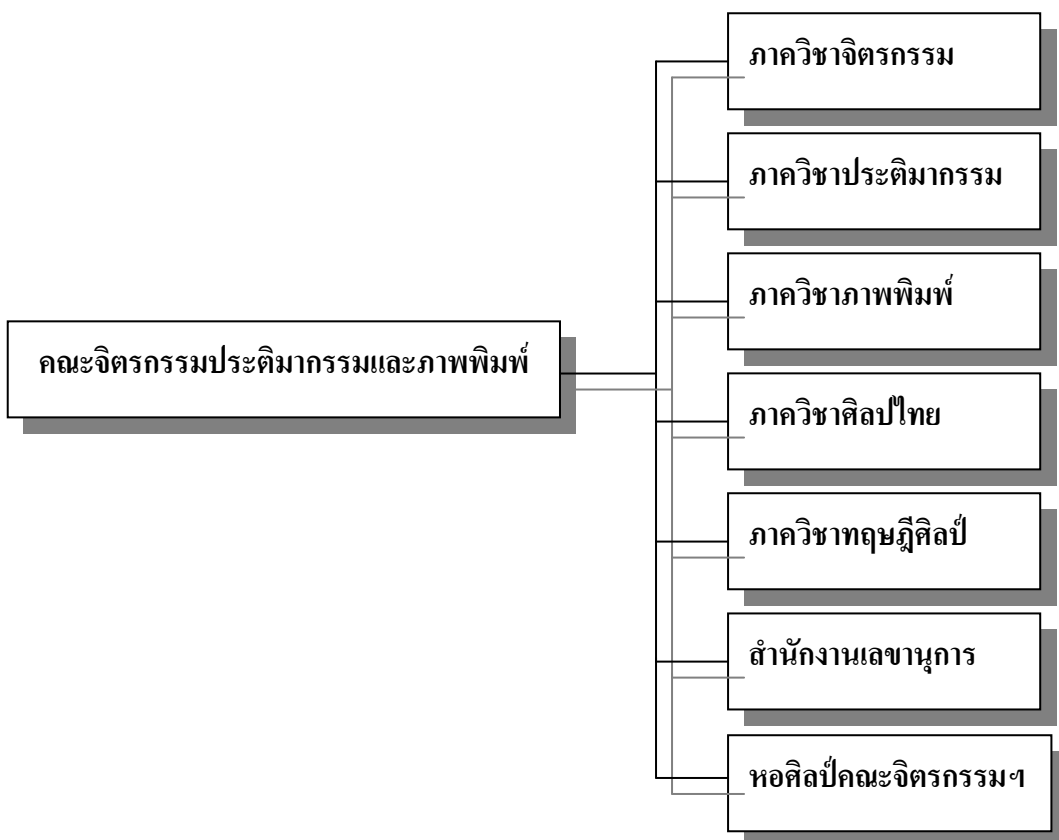 ภาควิชาจิตรกรรม
ภาควิชาประติมากรรม
ภาควิชาภาพพิมพ์
คณะจิตรกรรมประติมากรรมและภาพพิมพ์
ภาควิชาศิลปไทย
ภาควิชาทฤษฎีศิลป์
สำนักงานเลขานุการ
หอศิลป์คณะจิตรกรรมฯ